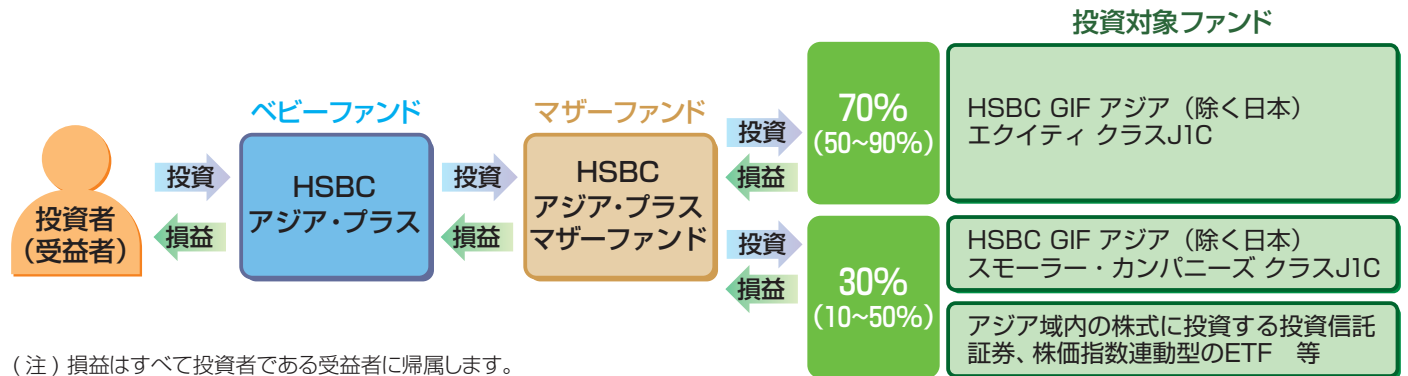 投資対象ファンド
ベビーファンド
マザーファンド
投資者
(受益者)
投資
損益
HSBC
アジア・プラス
投資
損益
HSBC
アジア・プラス
マザーファンド
投資
損益
70%
(50~90%)
HSBC GIF アジア（除く日本）
エクイティ クラスJ1C
投資
損益
30%
(10~50%)
HSBC GIF アジア（除く日本）
スモーラー・カンパニーズ クラスJ1C
アジア域内の株式に投資する投資信託
証券、株価指数連動型のETF　等
(注) 損益はすべて投資者である受益者に帰属します。